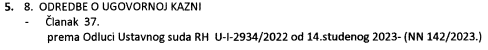 5. 8. ODREDBE O UGOVORNOJ KAZNI
- Članak 37.
prema Odluci Ustavnog suda RH U-I-2934/2022 od 14.studenog 2023- (NN 142/2023.)